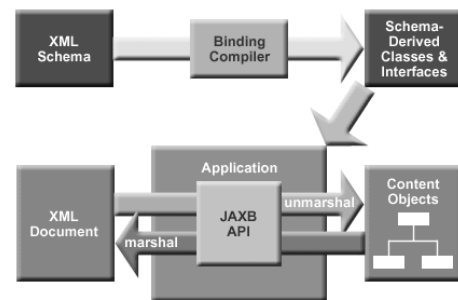 XML
Schema
Binding
Compiler
Schema-
Derived
Classes &
Interfaces
Application
XML
Document
JAXB
API
unmarshal
marshal
Content
Objects